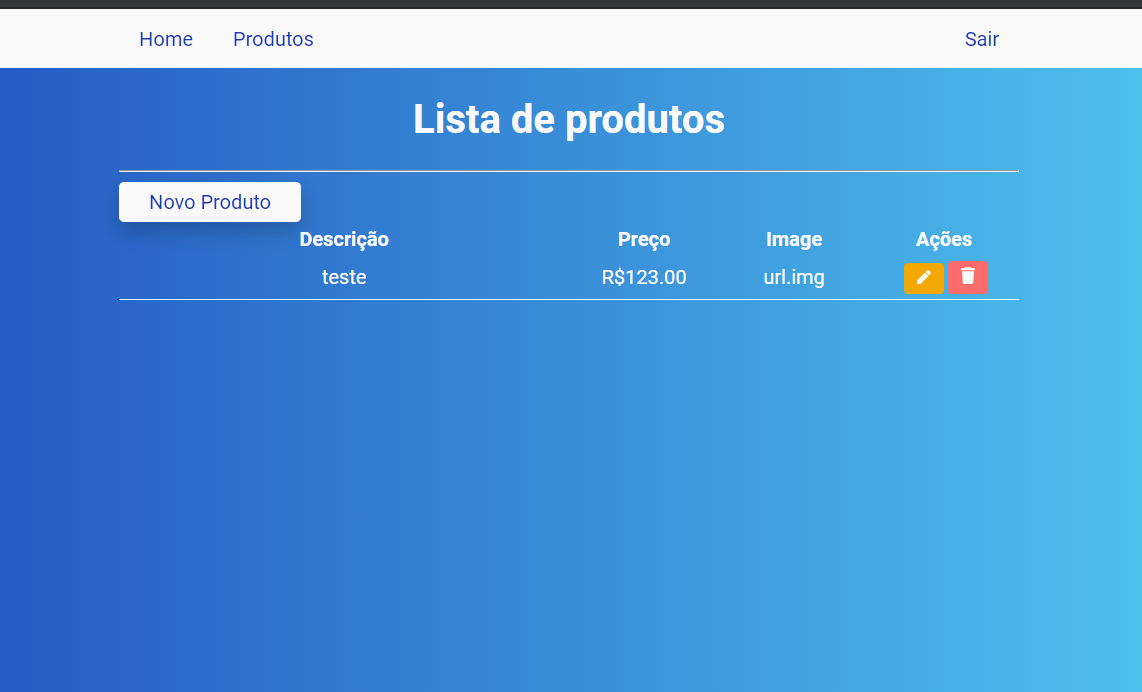 Home Produtos Sair
Lista de produtos
Novo Produto
Descrição Preço Image Ações
teste R$123.00 url.img